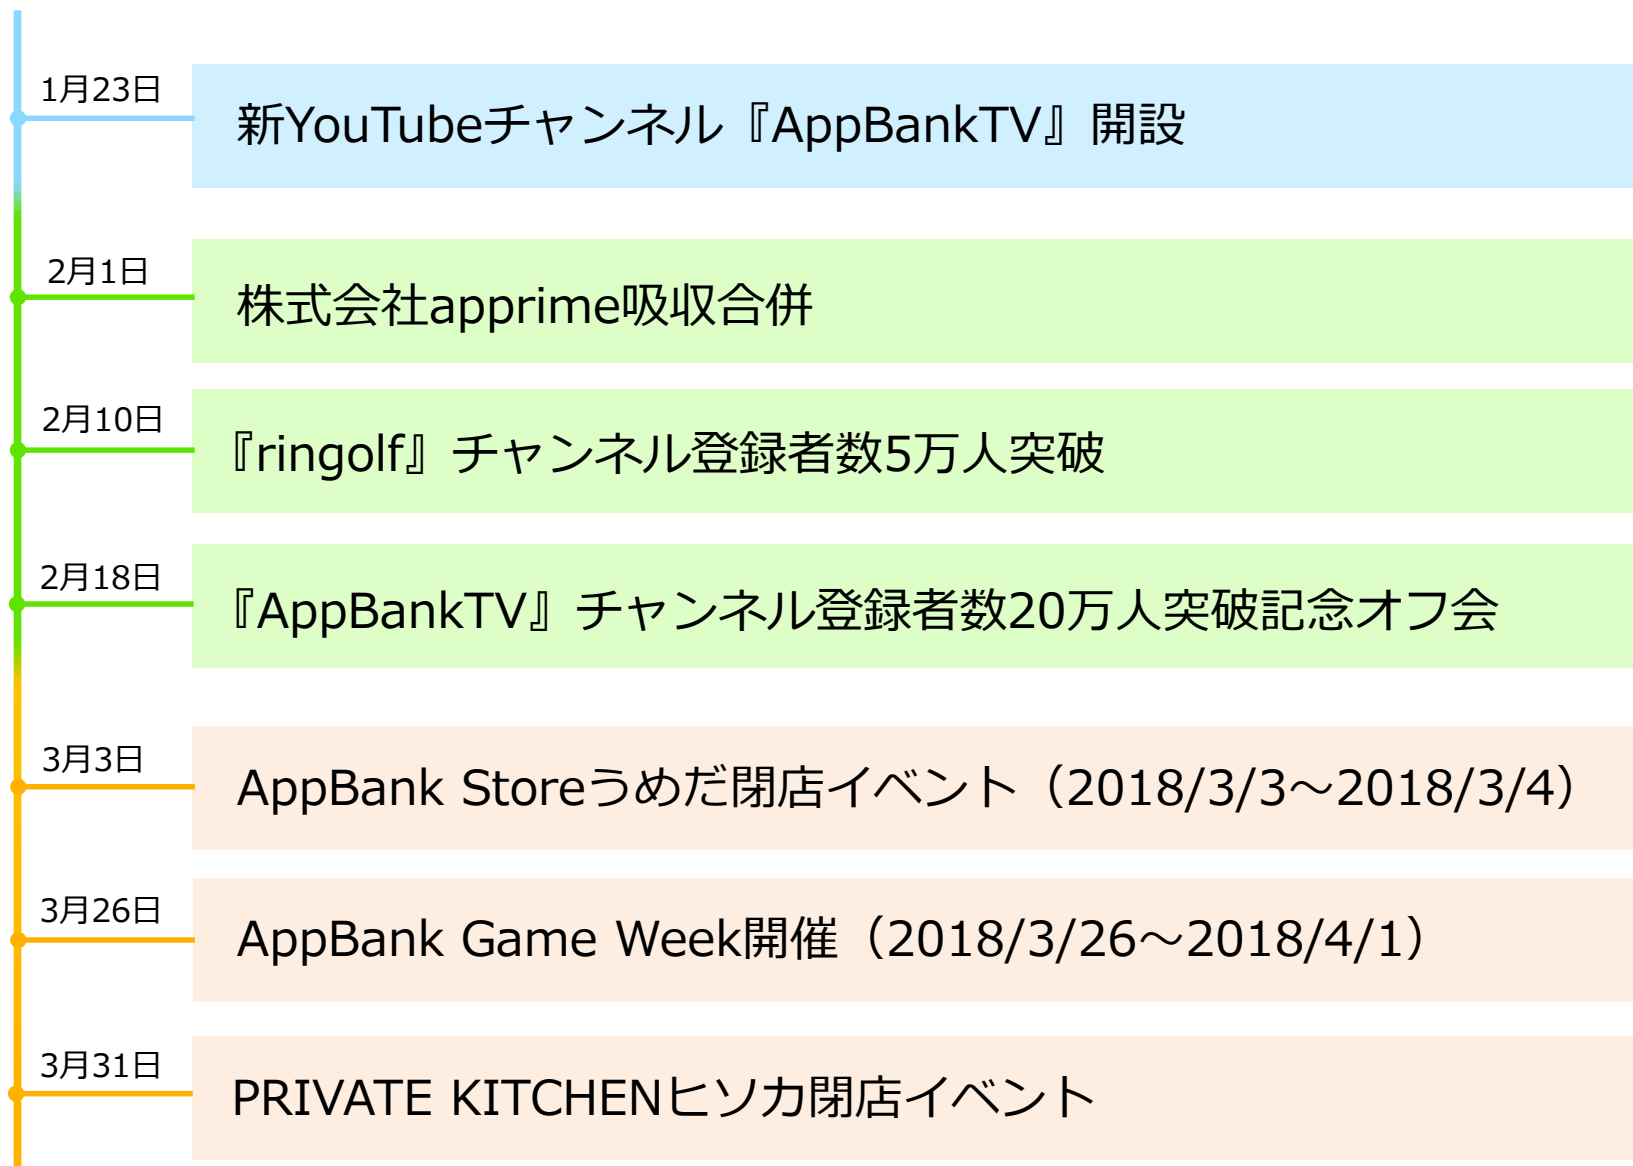 1月23日
新YouTubeチャンネル『AppBankTV』開設
2月1日
株式会社apprime吸収合併
2月10日
『ringolf』チャンネル登録者数5万人突破
2月18日
『AppBankTV』チャンネル登録者数20万人突破記念オフ会
3月3日
AppBank Storeうめだ閉店イベント（2018/3/3～2018/3/4）
3月26日
AppBank Game Week開催（2018/3/26～2018/4/1）
3月31日
PRIVATE KITCHENヒソカ閉店イベント